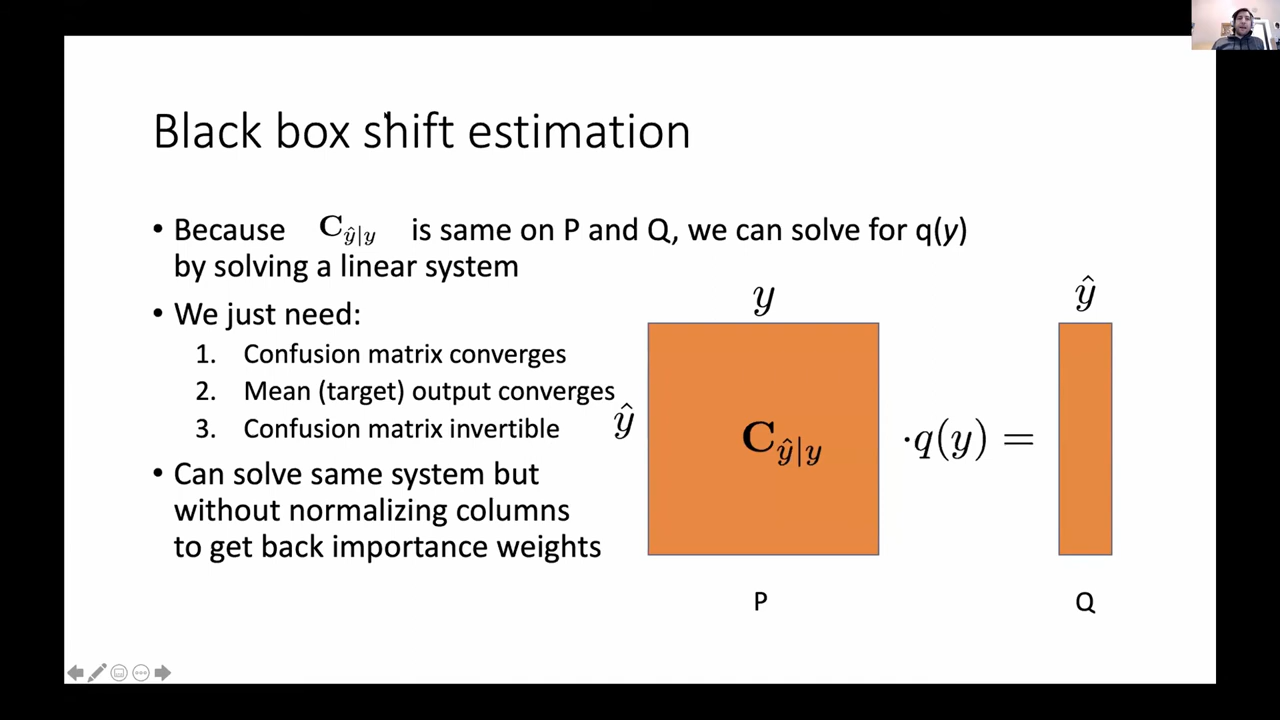 Black box shift estimation
• Because C_{ŷ|y} is same on P and Q, we can solve for q(y)
by solving a linear system
• We just need:
1. Confusion matrix converges
2. Mean (target) output converges
3. Confusion matrix invertible
• Can solve same system but
without normalizing columns
to get back importance weights
y
ŷ
ŷ
C_{ŷ|y}
·q(y) =
P
Q